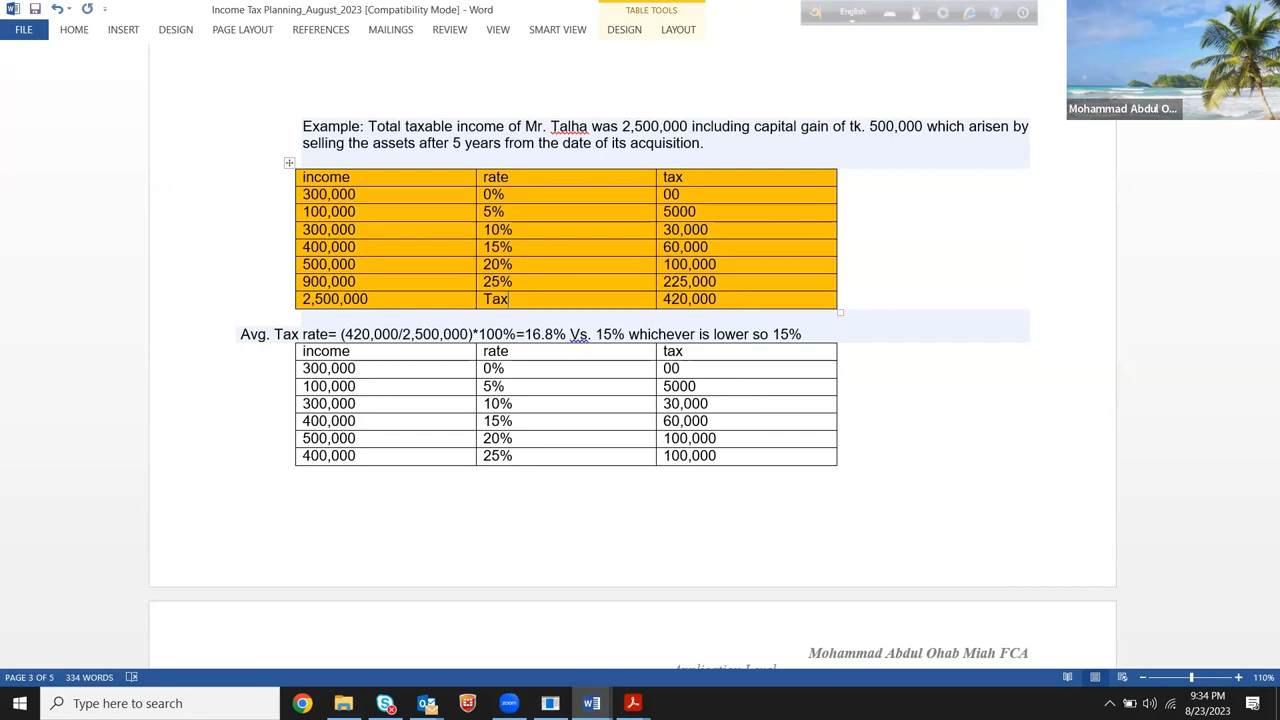 Income Tax Planning_August_2023 [Compatibility Mode] - Word
TABLE TOOLS
English
FILE HOME INSERT DESIGN PAGE LAYOUT REFERENCES MAILINGS REVIEW VIEW SMART VIEW DESIGN LAYOUT
Mohammad Abdul O...
Example: Total taxable income of Mr. Talha was 2,500,000 including capital gain of tk. 500,000 which arisen by
selling the assets after 5 years from the date of its acquisition.
income rate tax
300,000 0% 00
100,000 5% 5000
300,000 10% 30,000
400,000 15% 60,000
500,000 20% 100,000
900,000 25% 225,000
2,500,000 Tax 420,000
Avg. Tax rate= (420,000/2,500,000)*100%=16.8% Vs. 15% whichever is lower so 15%
income rate tax
300,000 0% 00
100,000 5% 5000
300,000 10% 30,000
400,000 15% 60,000
500,000 20% 100,000
400,000 25% 100,000
Mohammad Abdul Ohab Miah FCA
Application Level
PAGE 3 OF 5 334 WORDS 110%
Type here to search
zoom
9:34 PM
8/23/2023